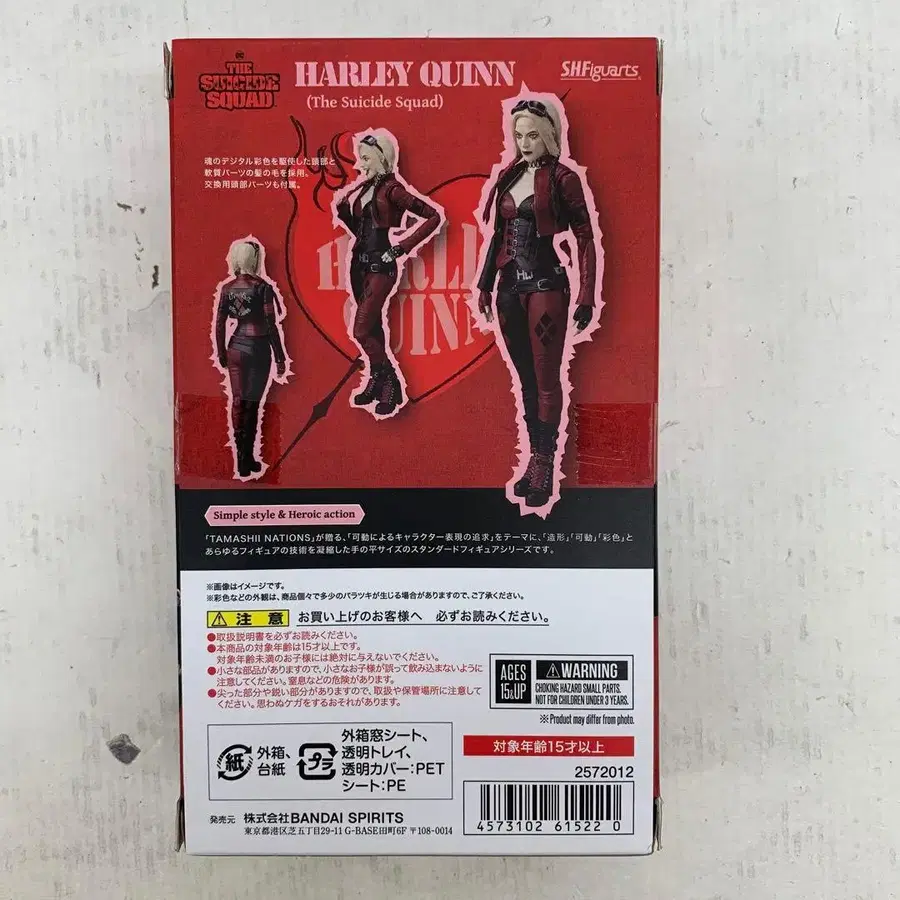 THE
SUICIDE
SQUAD
HARLEY QUINN
(The Suicide Squad)
S.H.Figuarts
魂のデジタル彩色を駆使した頭部と
軟質パーツの髪の毛を採用。
交換用頭部パーツも付属。
HARLEY
QUINN
Simple style & Heroic action
「TAMASHII NATIONS」が贈る、「可動によるキャラクター表現の追求」をテーマに、「造形」「可動」「彩色」と
あらゆるフィギュアの技術を凝縮した手の平サイズのスタンダードフィギュアシリーズです。
※画像はイメージです。
※彩色などの外観は、商品個々で多少のバラツキが生じる場合がありますので、ご了承ください。
注意 お買い上げのお客様へ 必ずお読みください。
●取扱説明書を必ずお読みください。
●本商品の対象年齢は15才以上です。
対象年齢未満のお子様には絶対に与えないでください。
●小さな部品がありますので、小さなお子様が誤って飲み込まないように
注意してください。窒息などの危険があります。
●尖った部分や鋭い部分がありますので、取扱や保管場所に注意して
ください。思わぬケガをするおそれがあります。
AGES
15&UP
WARNING
CHOKING HAZARD SMALL PARTS.
NOT FOR CHILDREN UNDER 3 YEARS.
※Product may differ from photo.
紙
外箱、
台紙
プラ
外箱窓シート、
透明トレイ、
透明カバー:PET
シート:PE
対象年齢15才以上
2572012
4573102 61522 0
発売元 株式会社BANDAI SPIRITS
東京都港区芝五丁目29-11 G-BASE田町6F 〒108-0014